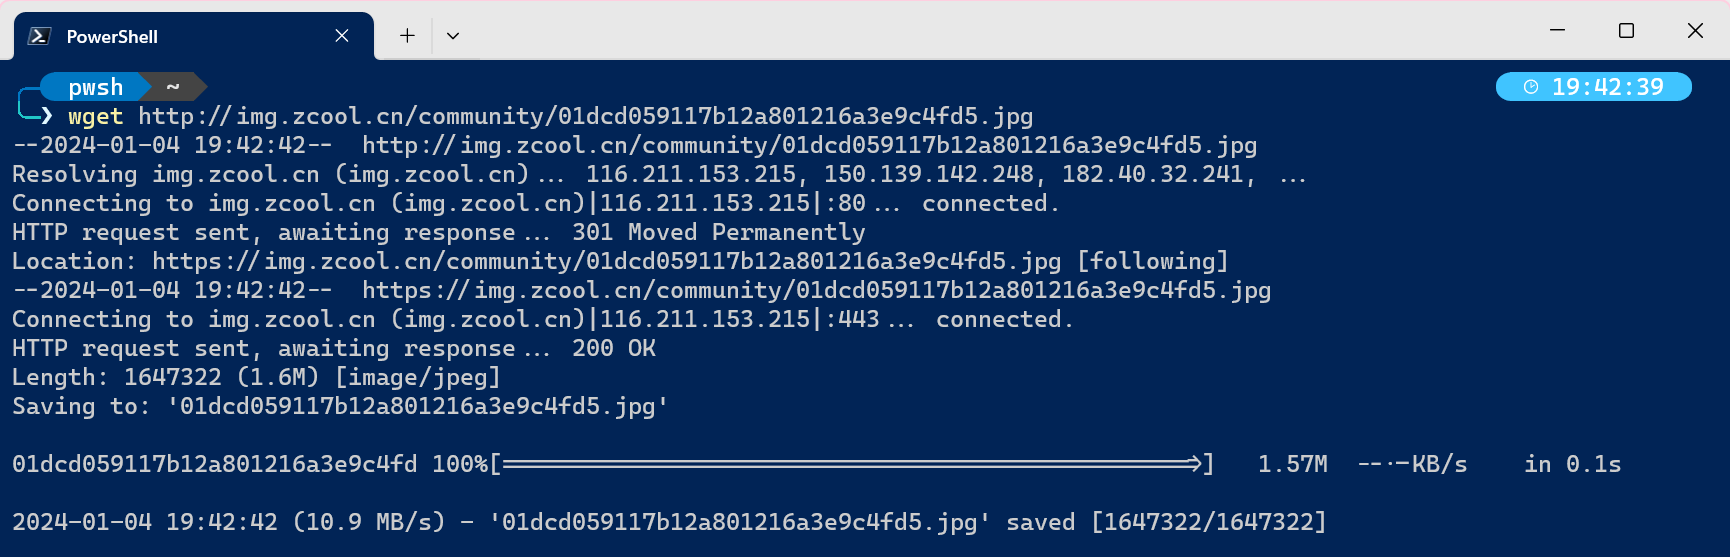 PowerShell
pwsh ~ 19:42:39
❯ wget http://img.zcool.cn/community/01dcd059117b12a801216a3e9c4fd5.jpg
--2024-01-04 19:42:42--  http://img.zcool.cn/community/01dcd059117b12a801216a3e9c4fd5.jpg
Resolving img.zcool.cn (img.zcool.cn)... 116.211.153.215, 150.139.142.248, 182.40.32.241, ...
Connecting to img.zcool.cn (img.zcool.cn)|116.211.153.215|:80... connected.
HTTP request sent, awaiting response... 301 Moved Permanently
Location: https://img.zcool.cn/community/01dcd059117b12a801216a3e9c4fd5.jpg [following]
--2024-01-04 19:42:42--  https://img.zcool.cn/community/01dcd059117b12a801216a3e9c4fd5.jpg
Connecting to img.zcool.cn (img.zcool.cn)|116.211.153.215|:443... connected.
HTTP request sent, awaiting response... 200 OK
Length: 1647322 (1.6M) [image/jpeg]
Saving to: '01dcd059117b12a801216a3e9c4fd5.jpg'
01dcd059117b12a801216a3e9c4fd 100%[=================================================>]   1.57M  --.-KB/s    in 0.1s
2024-01-04 19:42:42 (10.9 MB/s) - '01dcd059117b12a801216a3e9c4fd5.jpg' saved [1647322/1647322]